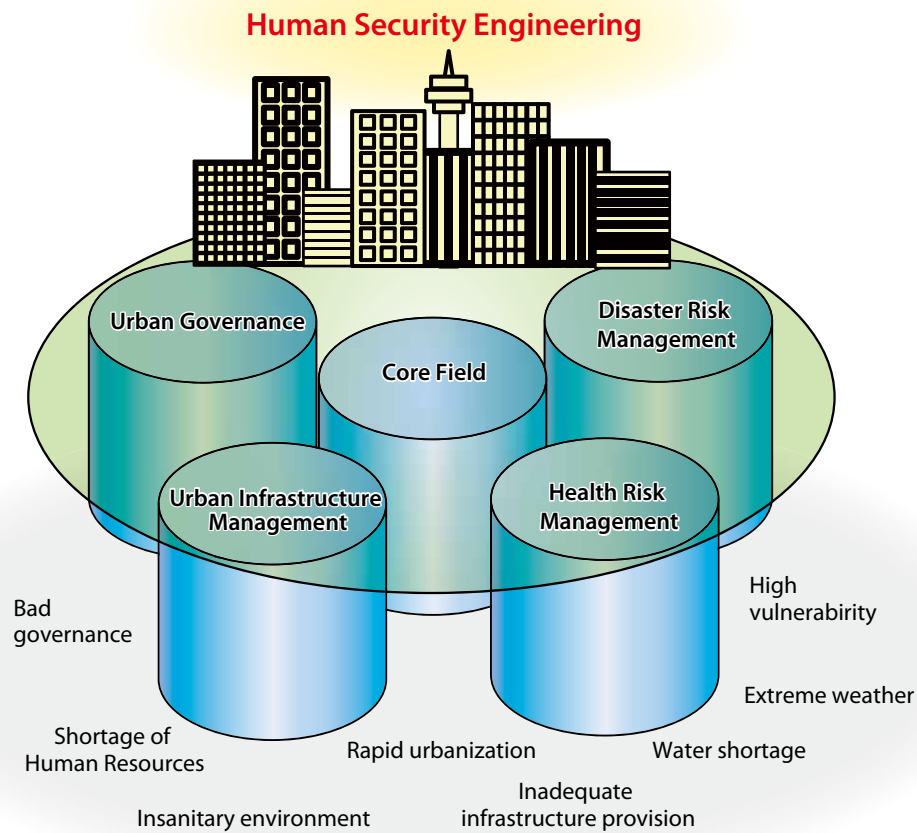 Human Security Engineering
Urban Governance
Disaster Risk
Management
Core Field
Urban Infrastructure
Management
Health Risk
Management
Bad
governance
High
vulnerabirity
Extreme weather
Shortage of
Human Resources
Rapid urbanization
Water shortage
Insanitary environment
Inadequate
infrastructure provision